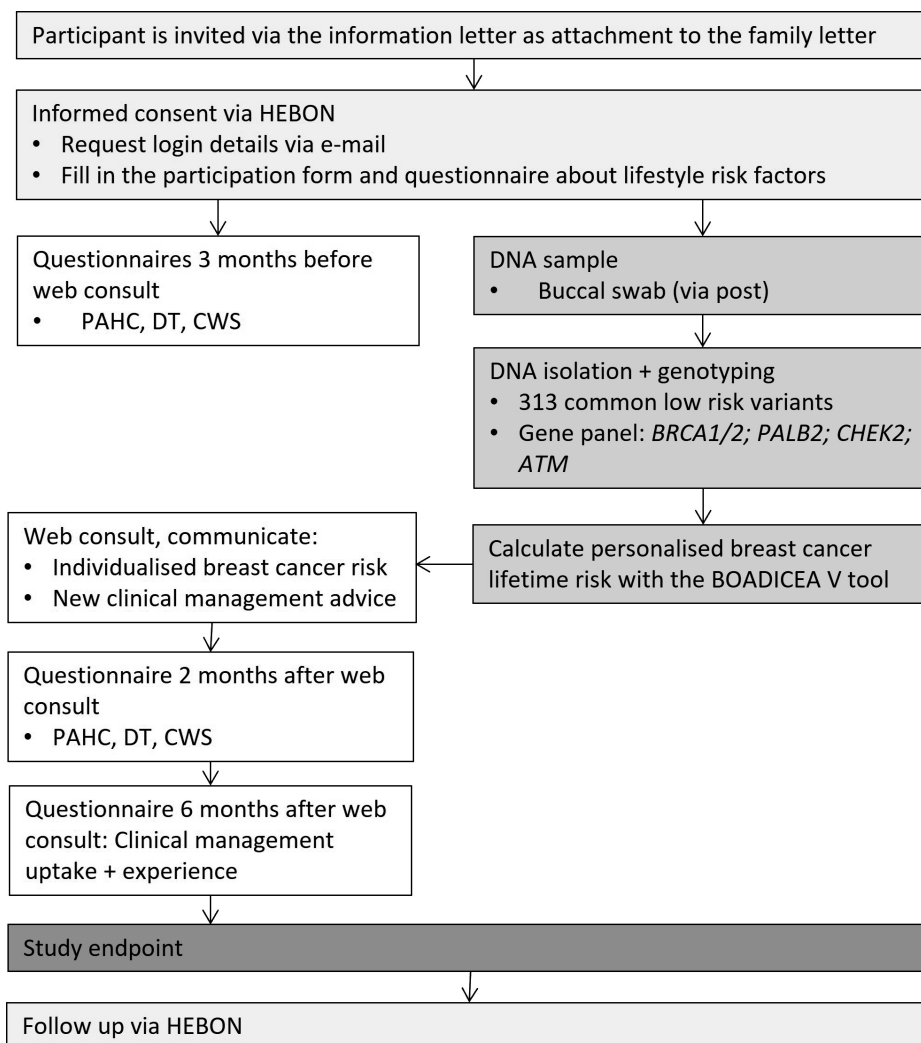 Participant is invited via the information letter as attachment to the family letter
Informed consent via HEBON
• Request login details via e-mail
• Fill in the participation form and questionnaire about lifestyle risk factors
Questionnaires 3 months before
web consult
• PAHC, DT, CWS
DNA sample
• Buccal swab (via post)
DNA isolation + genotyping
• 313 common low risk variants
• Gene panel: BRCA1/2; PALB2; CHEK2;
ATM
Calculate personalised breast cancer
lifetime risk with the BOADICEA V tool
Web consult, communicate:
• Individualised breast cancer risk
• New clinical management advice
Questionnaire 2 months after web
consult
• PAHC, DT, CWS
Questionnaire 6 months after web
consult: Clinical management
uptake + experience
Study endpoint
Follow up via HEBON